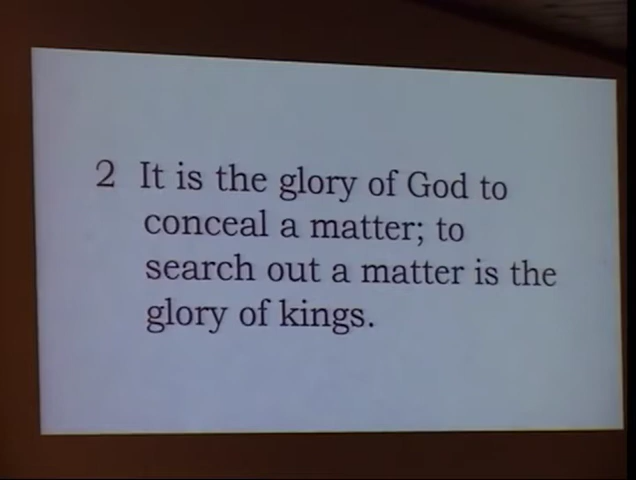 2 It is the glory of God to
conceal a matter; to
search out a matter is the
glory of kings.